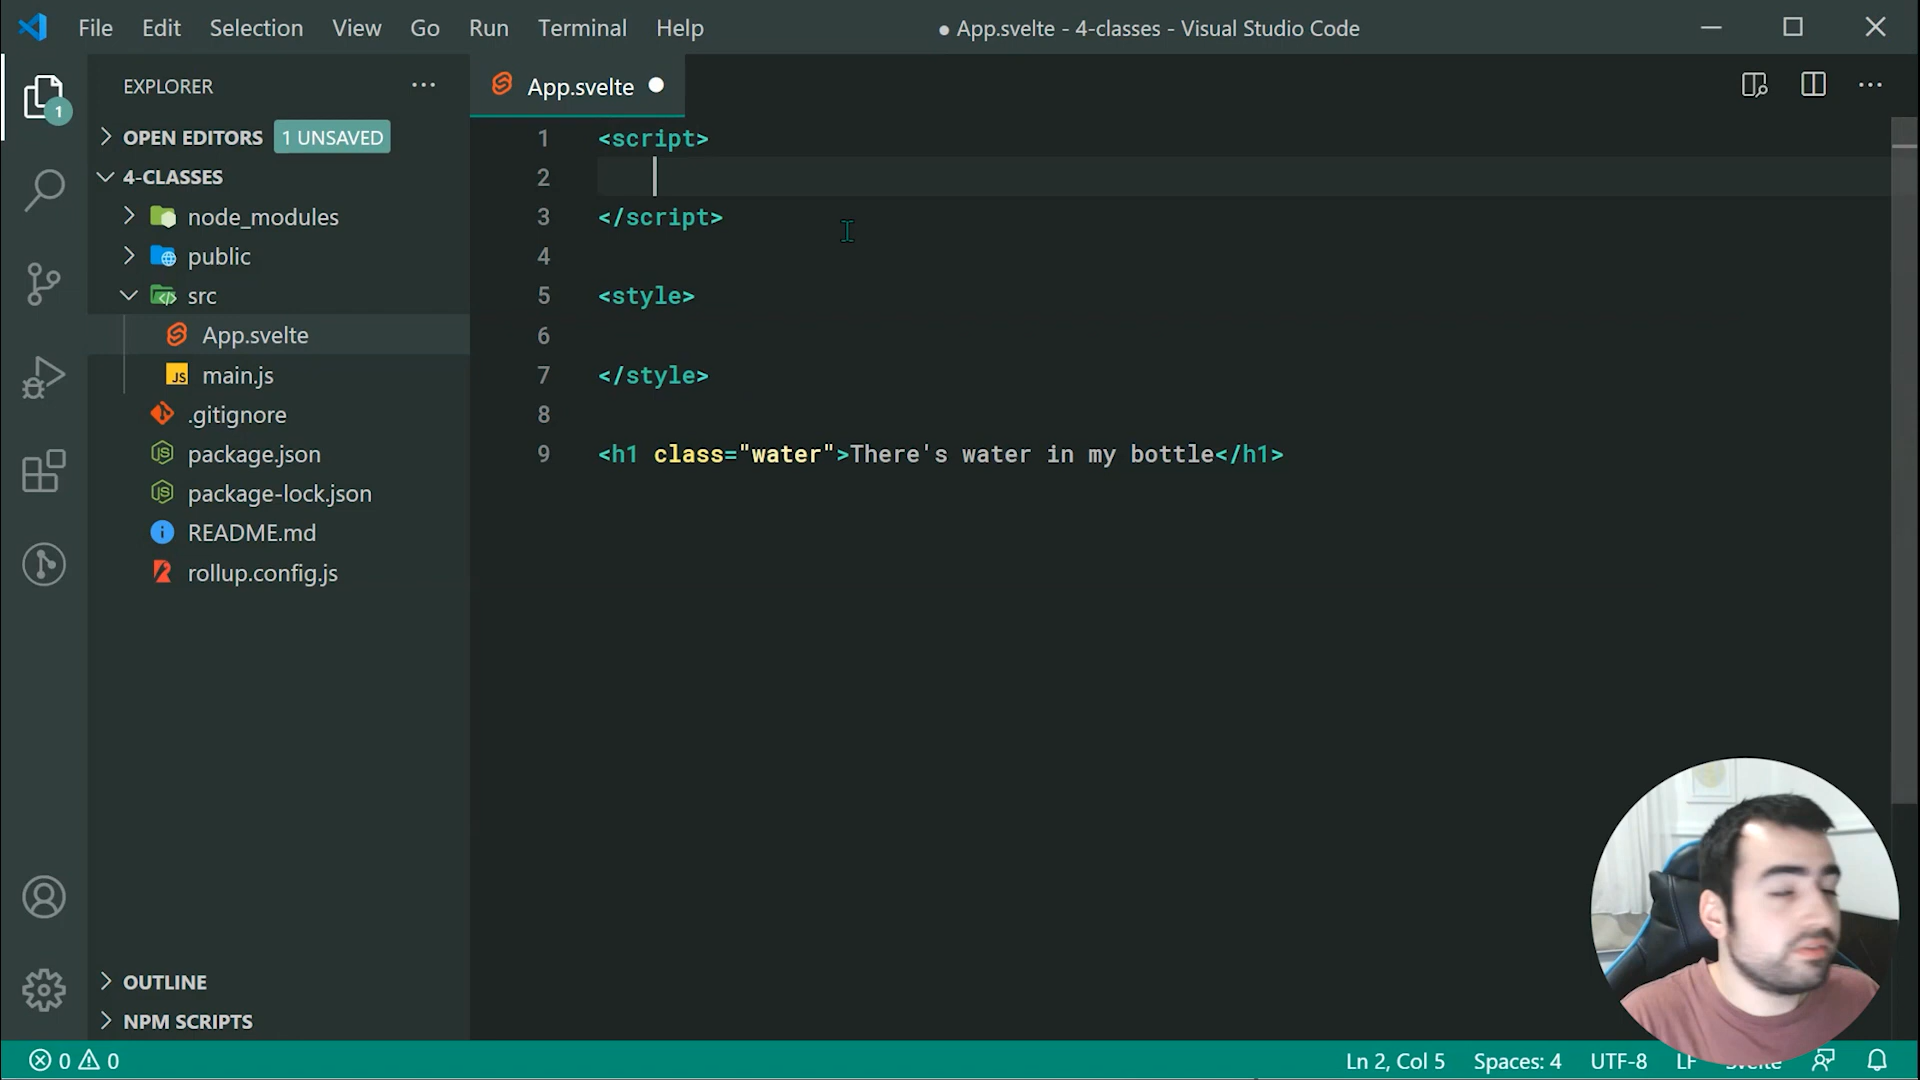 File Edit Selection View Go Run Terminal Help
● App.svelte - 4-classes - Visual Studio Code
EXPLORER
OPEN EDITORS 1 UNSAVED
4-CLASSES
node_modules
public
src
App.svelte
JS main.js
.gitignore
package.json
package-lock.json
README.md
rollup.config.js
OUTLINE
NPM SCRIPTS
1
App.svelte
1 <script>
2
3 </script>
4
5 <style>
6
7 </style>
8
9 <h1 class="water">There's water in my bottle</h1>
0 0
Ln 2, Col 5 Spaces: 4 UTF-8 LF Svelte